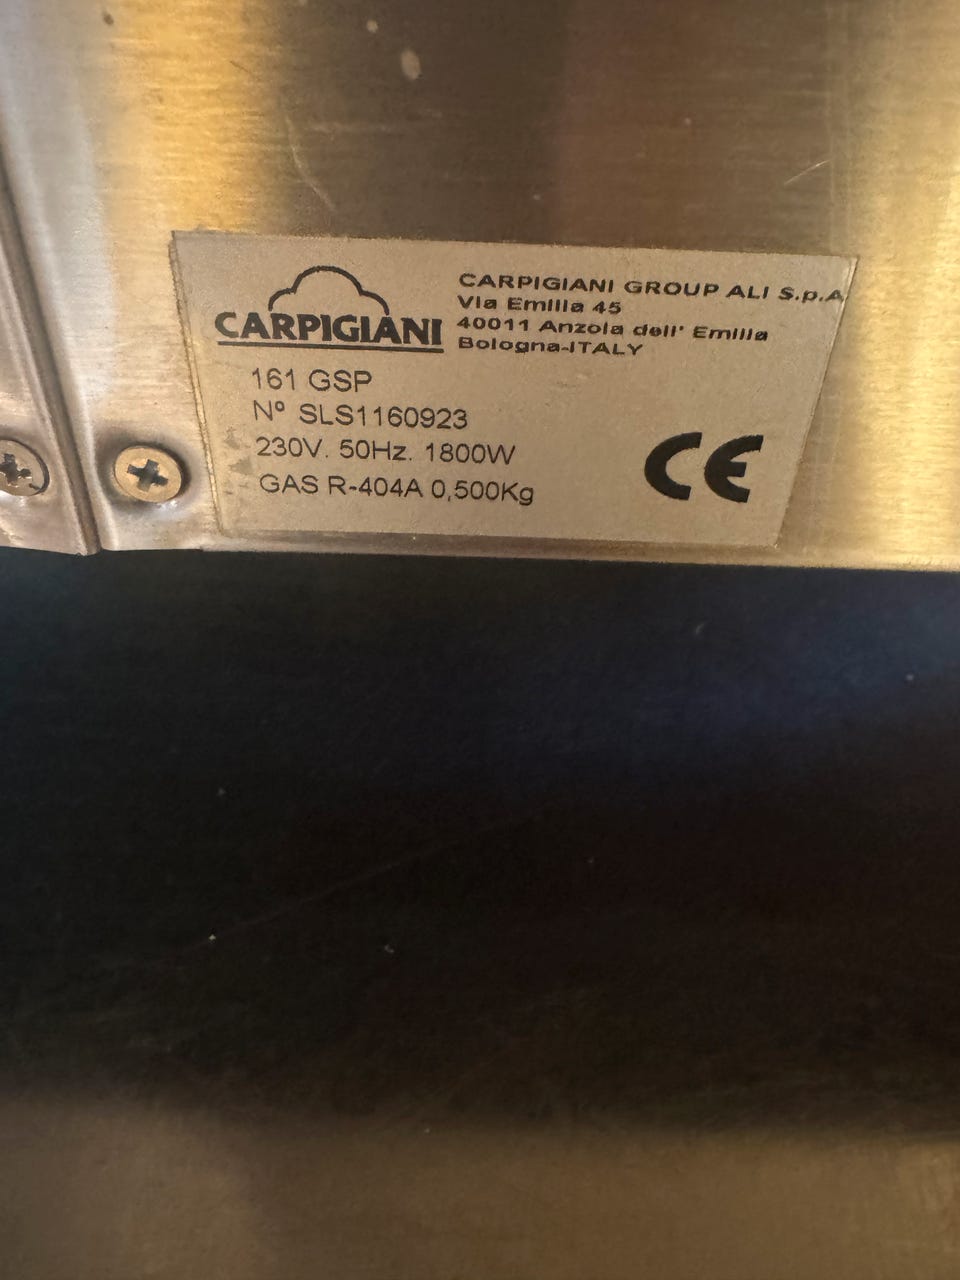 CARPIGIANI
CARPIGIANI GROUP ALI S.p.A
Via Emilia 45
40011 Anzola dell' Emilia
Bologna-ITALY
161 GSP
Nº SLS1160923
230V. 50Hz. 1800W
GAS R-404A 0,500Kg
CE